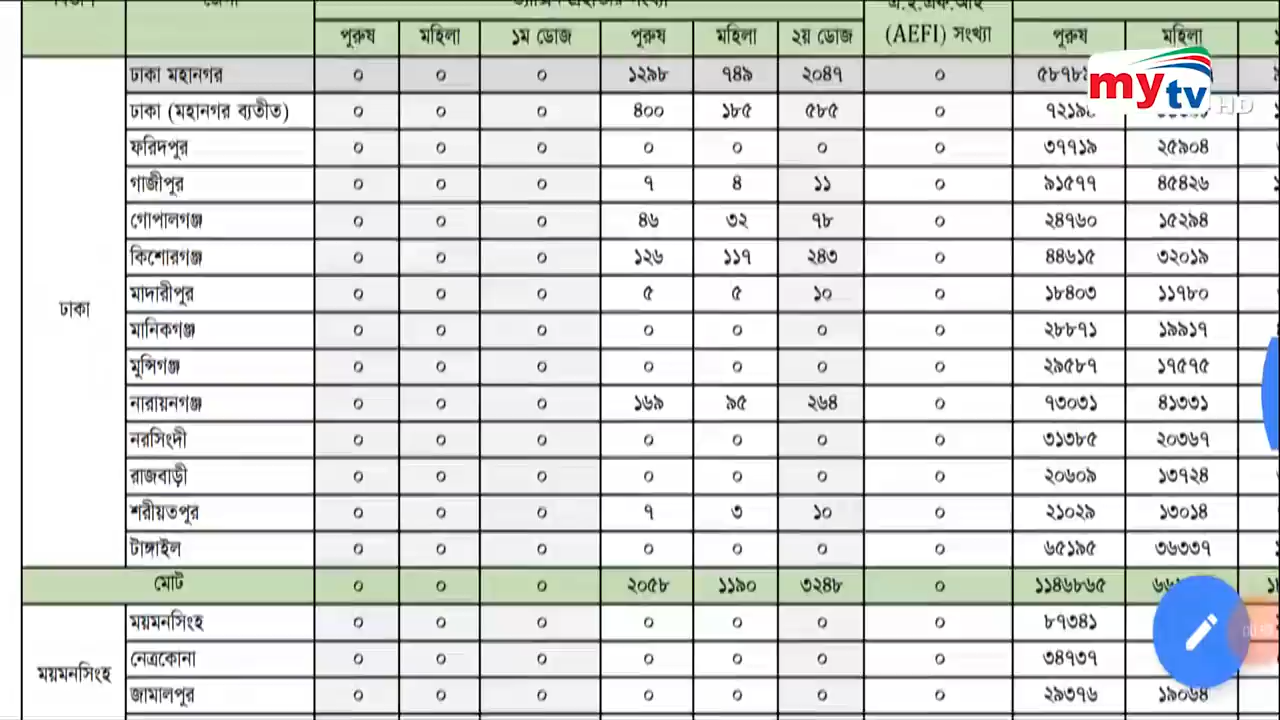 (AEFI) সংখ্যা
পুরুষ মহিলা ১ম ডোজ পুরুষ মহিলা ২য় ডোজ পুরুষ মহিলা
ঢাকা মহানগর ০ ০ ০ ১২৯৮ ৭৪৯ ২০৪৭ ০
ঢাকা (মহানগর ব্যতীত) ০ ০ ০ ৪০০ ১৮৫ ৫৮৫ ০
ফরিদপুর ০ ০ ০ ০ ০ ০ ০ ৩৭৭১৯ ২৫৯০৪
গাজীপুর ০ ০ ০ ৭ ৪ ১১ ০ ৯১৫৭৭ ৪৫৪২৬
গোপালগঞ্জ ০ ০ ০ ৪৬ ৩২ ৭৮ ০ ২৪৭৬০ ১৫২৯৪
কিশোরগঞ্জ ০ ০ ০ ১২৬ ১১৭ ২৪৩ ০ ৪৪৬১৫ ৩২০১৯
মাদারীপুর ০ ০ ০ ৫ ৫ ১০ ০ ১৮৪০৩ ১১৭৮০
ঢাকা
মানিকগঞ্জ ০ ০ ০ ০ ০ ০ ০ ২৮৮৭১ ১৯৯১৭
মুন্সিগঞ্জ ০ ০ ০ ০ ০ ০ ০ ২৯৫৮৭ ১৭৫৭৫
নারায়নগঞ্জ ০ ০ ০ ১৬৯ ৯৫ ২৬৪ ০ ৭৩০৩১ ৪১৩৩১
নরসিংদী ০ ০ ০ ০ ০ ০ ০ ৩১৩৮৫ ২০৩৬৭
রাজবাড়ী ০ ০ ০ ০ ০ ০ ০ ২০৬০৯ ১৩৭২৪
শরীয়তপুর ০ ০ ০ ৭ ৩ ১০ ০ ২১০২৯ ১৩০১৪
টাঙ্গাইল ০ ০ ০ ০ ০ ০ ০ ৬৫১৯৫ ৩৬৩৩৭
মোট ০ ০ ০ ২০৫৮ ১১৯০ ৩২৪৮ ০ ১১৪৬৮৬৫
ময়মনসিংহ ০ ০ ০ ০ ০ ০ ০ ৮৭৩৪১
নেত্রকোনা ০ ০ ০ ০ ০ ০ ০ ৩৪৭৩৭
ময়মনসিংহ
জামালপুর ০ ০ ০ ০ ০ ০ ০ ২৯৩৭৬ ১৯০৬৪
mytv HD